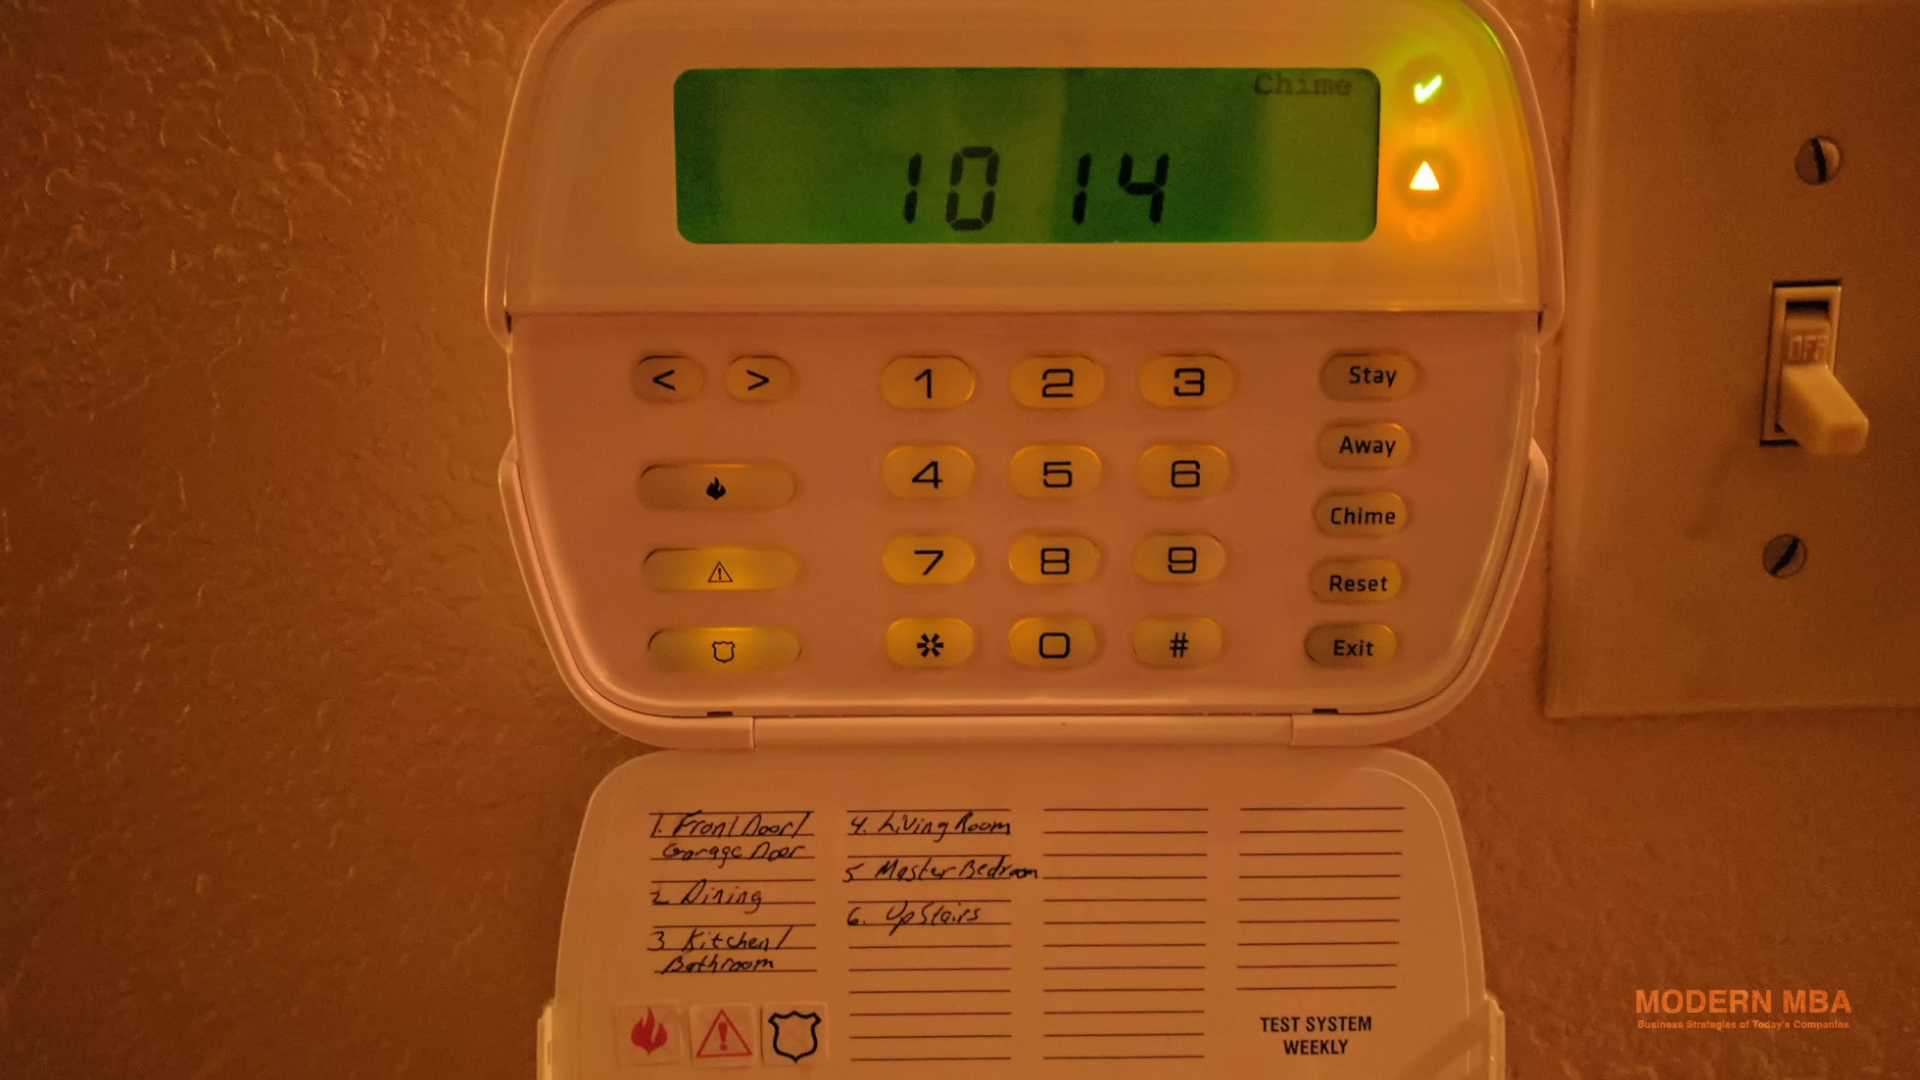 Chime
10 14
OFF
< > 1 2 3 Stay
4 5 6 Away
Chime
7 8 9 Reset
* 0 # Exit
1. Front Door/
Garage Door
2 Dining
3 Kitchen/
Bathroom
4. Living Room
5 Master Bedroom
6. Upstairs
TEST SYSTEM
WEEKLY
MODERN MBA
Business Strategies of Today's Companies